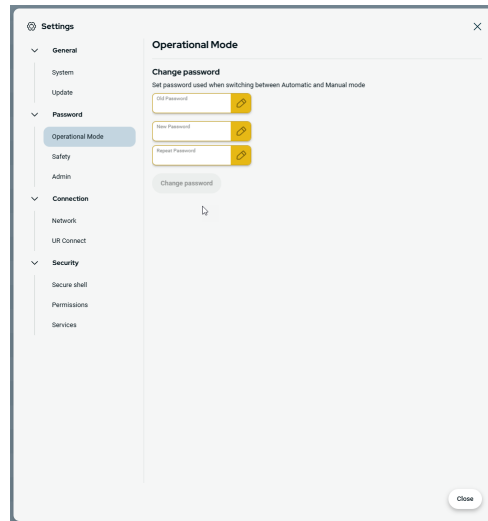 Settings
General
System
Update
Password
Operational Mode
Safety
Admin
Connection
Network
UR Connect
Security
Secure shell
Permissions
Services
Operational Mode
Change password
Set password used when switching between Automatic and Manual mode
Old Password
New Password
Repeat Password
Change password
Close